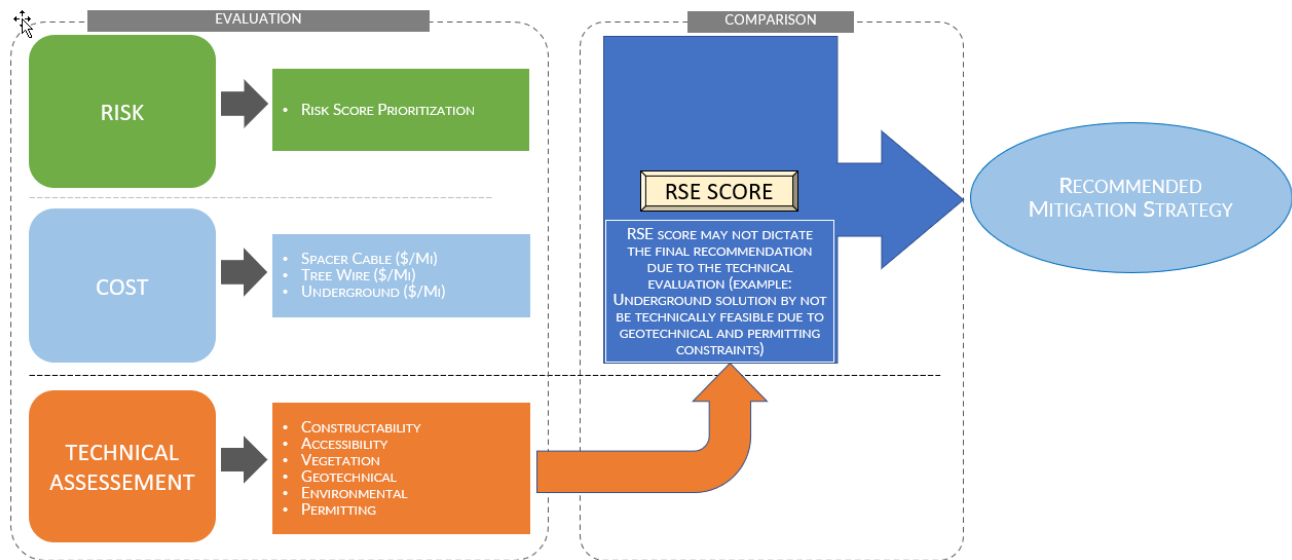 EVALUATION
COMPARISON
RISK
• Risk Score Prioritization
COST
• Spacer Cable ($/Mi)
• Tree Wire ($/Mi)
• Underground ($/Mi)
TECHNICAL
ASSESSEMENT
• Constructability
• Accessibility
• Vegetation
• Geotechnical
• Environmental
• Permitting
RSE SCORE
RSE score may not dictate
the final recommendation
due to the technical
evaluation (example:
Underground solution by not
be technically feasible due to
geotechnical and permitting
constraints)
Recommended
Mitigation Strategy